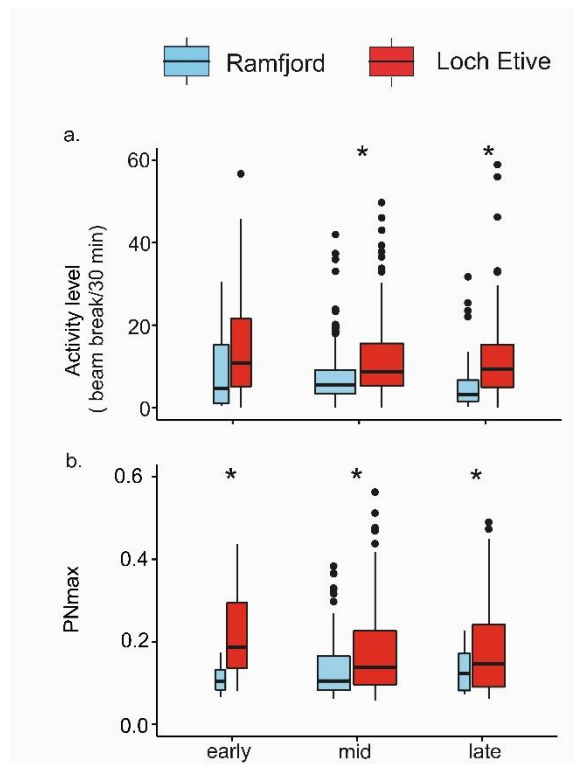 Ramfjord Loch Etive
a.
* *
60
40
20
0
Activity level
( beam break/30 min)
b.
* * *
0.6
0.4
0.2
0.0
PNmax
early mid late